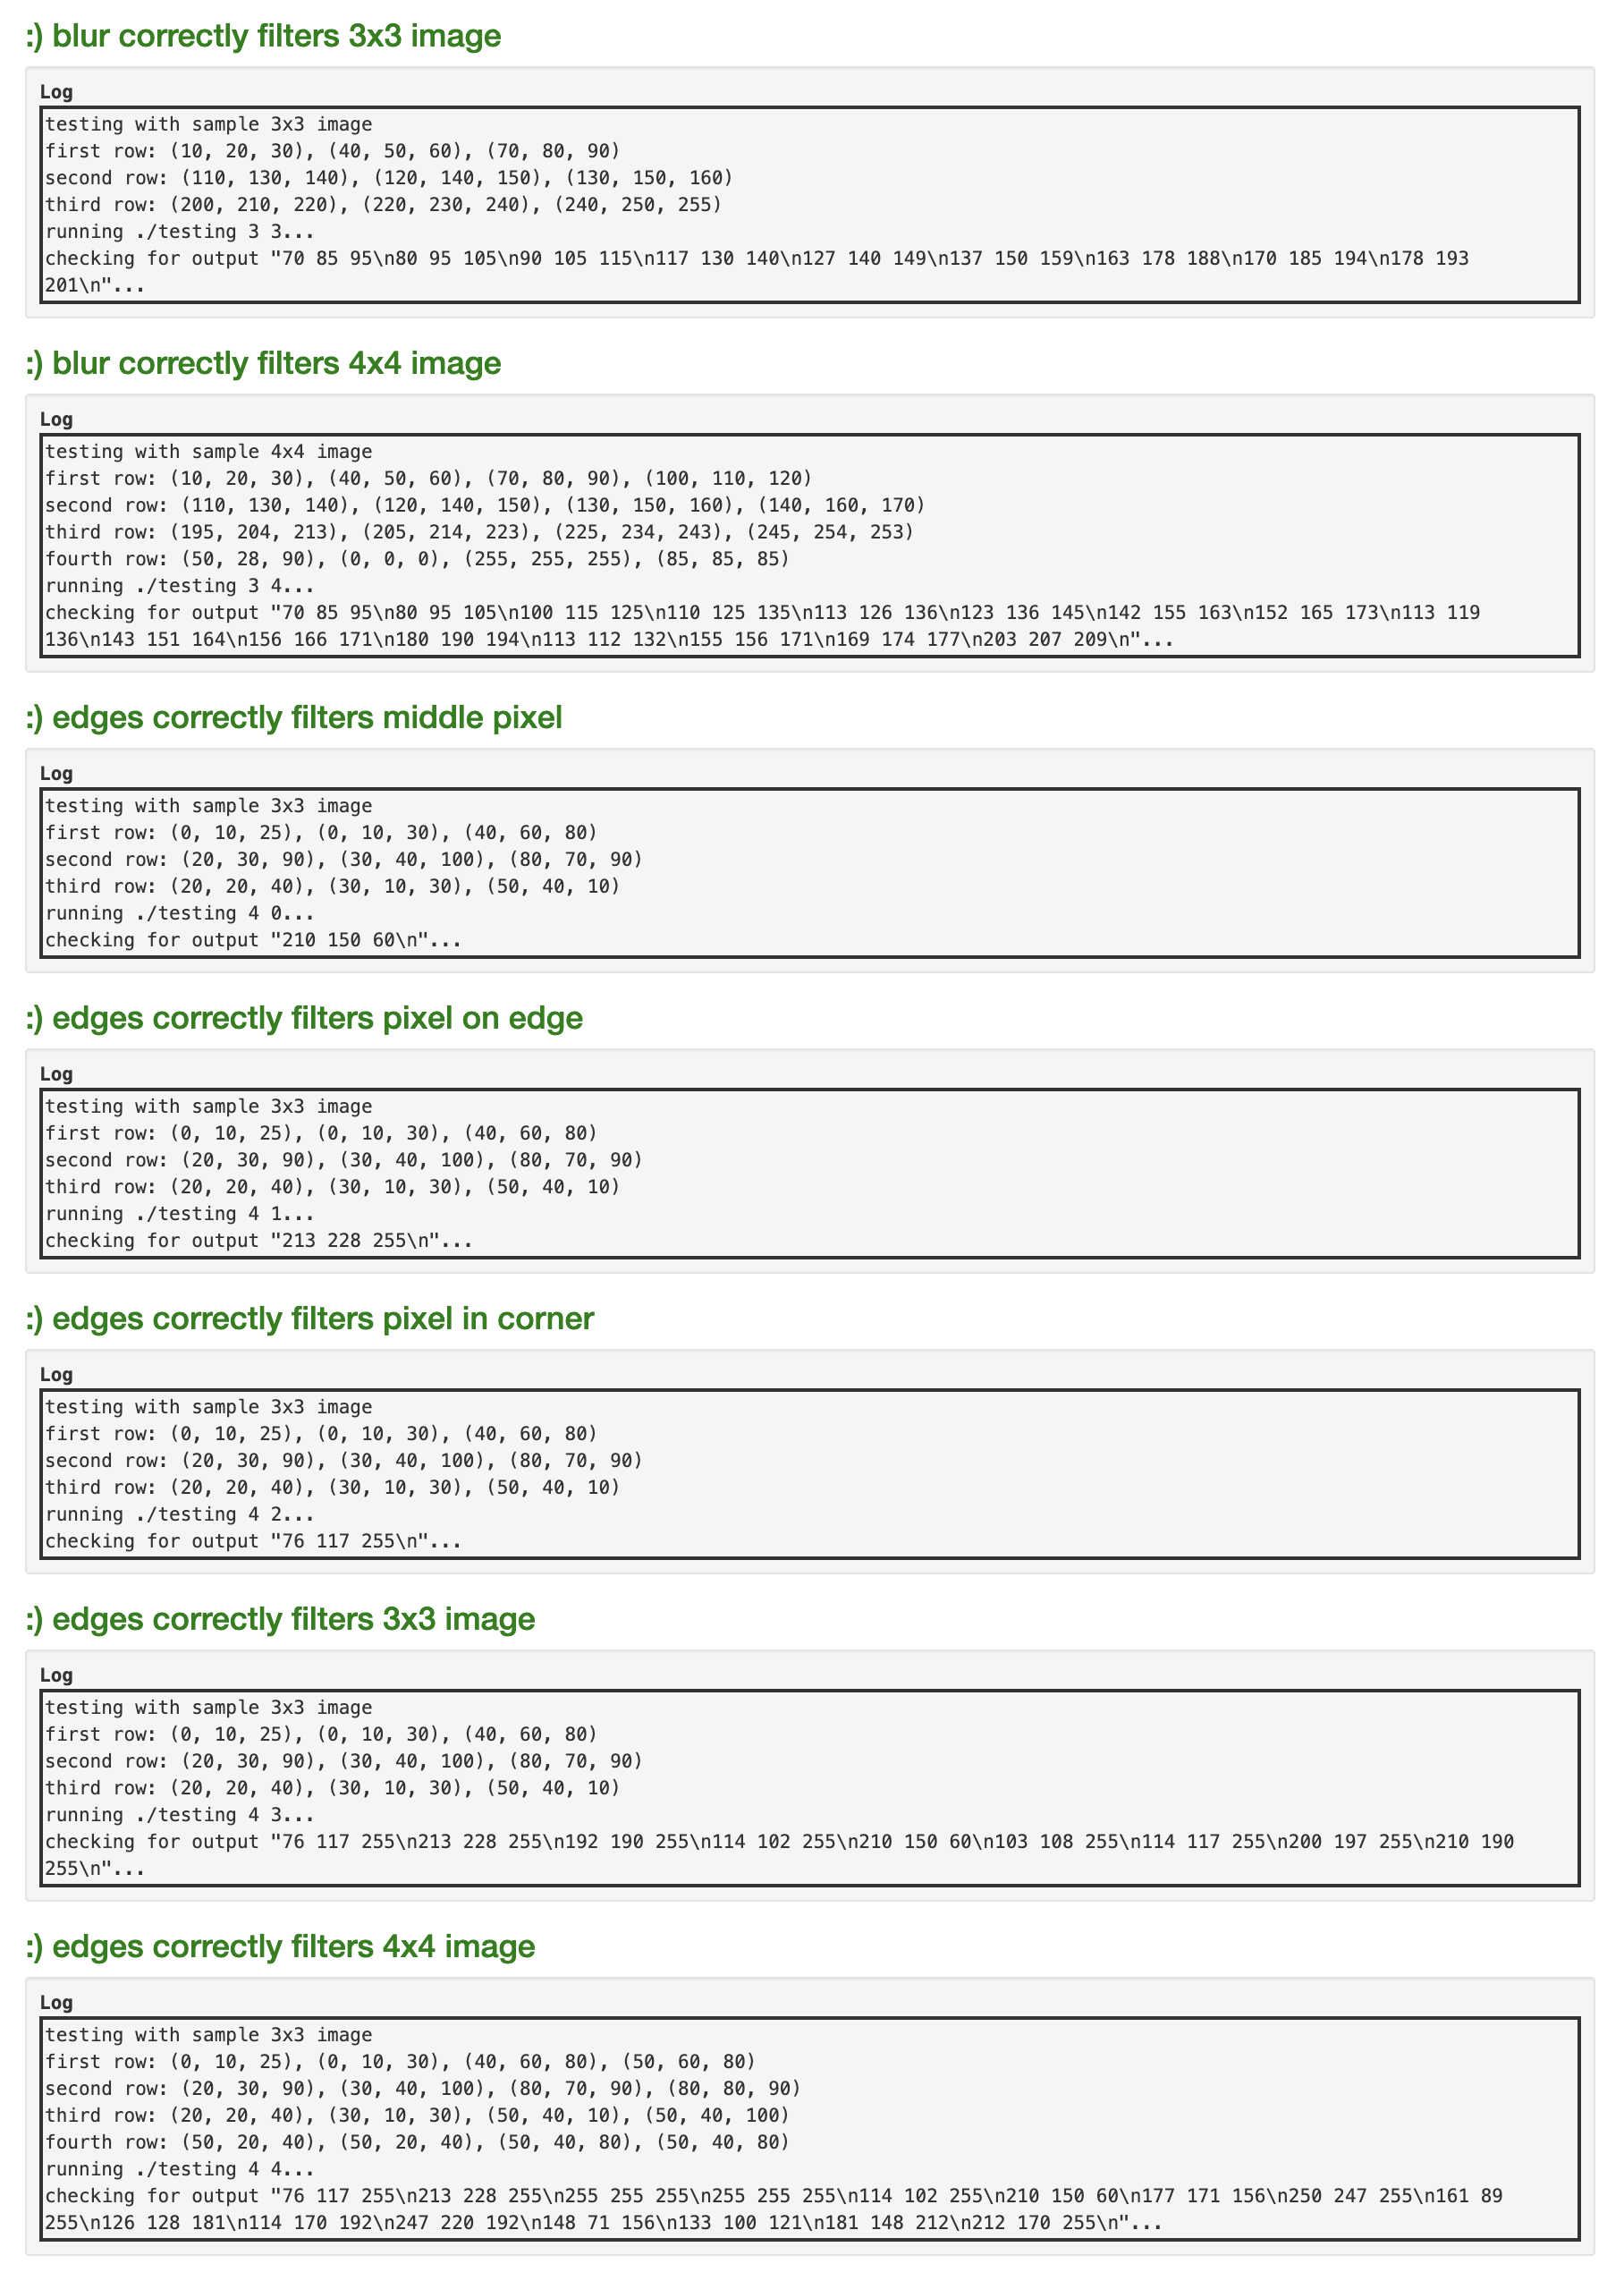 :) blur correctly filters 3x3 image
Log
testing with sample 3x3 image
first row: (10, 20, 30), (40, 50, 60), (70, 80, 90)
second row: (110, 130, 140), (120, 140, 150), (130, 150, 160)
third row: (200, 210, 220), (220, 230, 240), (240, 250, 255)
running ./testing 3 3...
checking for output "70 85 95\n80 95 105\n90 105 115\n117 130 140\n127 140 149\n137 150 159\n163 178 188\n170 185 194\n178 193
201\n"...
:) blur correctly filters 4x4 image
Log
testing with sample 4x4 image
first row: (10, 20, 30), (40, 50, 60), (70, 80, 90), (100, 110, 120)
second row: (110, 130, 140), (120, 140, 150), (130, 150, 160), (140, 160, 170)
third row: (195, 204, 213), (205, 214, 223), (225, 234, 243), (245, 254, 253)
fourth row: (50, 28, 90), (0, 0, 0), (255, 255, 255), (85, 85, 85)
running ./testing 3 4...
checking for output "70 85 95\n80 95 105\n100 115 125\n110 125 135\n113 126 136\n123 136 145\n142 155 163\n152 165 173\n113 119
136\n143 151 164\n156 166 171\n180 190 194\n113 112 132\n155 156 171\n169 174 177\n203 207 209\n"...
:) edges correctly filters middle pixel
Log
testing with sample 3x3 image
first row: (0, 10, 25), (0, 10, 30), (40, 60, 80)
second row: (20, 30, 90), (30, 40, 100), (80, 70, 90)
third row: (20, 20, 40), (30, 10, 30), (50, 40, 10)
running ./testing 4 0...
checking for output "210 150 60\n"...
:) edges correctly filters pixel on edge
Log
testing with sample 3x3 image
first row: (0, 10, 25), (0, 10, 30), (40, 60, 80)
second row: (20, 30, 90), (30, 40, 100), (80, 70, 90)
third row: (20, 20, 40), (30, 10, 30), (50, 40, 10)
running ./testing 4 1...
checking for output "213 228 255\n"...
:) edges correctly filters pixel in corner
Log
testing with sample 3x3 image
first row: (0, 10, 25), (0, 10, 30), (40, 60, 80)
second row: (20, 30, 90), (30, 40, 100), (80, 70, 90)
third row: (20, 20, 40), (30, 10, 30), (50, 40, 10)
running ./testing 4 2...
checking for output "76 117 255\n"...
:) edges correctly filters 3x3 image
Log
testing with sample 3x3 image
first row: (0, 10, 25), (0, 10, 30), (40, 60, 80)
second row: (20, 30, 90), (30, 40, 100), (80, 70, 90)
third row: (20, 20, 40), (30, 10, 30), (50, 40, 10)
running ./testing 4 3...
checking for output "76 117 255\n213 228 255\n192 190 255\n114 102 255\n210 150 60\n103 108 255\n114 117 255\n200 197 255\n210 190
255\n"...
:) edges correctly filters 4x4 image
Log
testing with sample 3x3 image
first row: (0, 10, 25), (0, 10, 30), (40, 60, 80), (50, 60, 80)
second row: (20, 30, 90), (30, 40, 100), (80, 70, 90), (80, 80, 90)
third row: (20, 20, 40), (30, 10, 30), (50, 40, 10), (50, 40, 100)
fourth row: (50, 20, 40), (50, 20, 40), (50, 40, 80), (50, 40, 80)
running ./testing 4 4...
checking for output "76 117 255\n213 228 255\n255 255 255\n255 255 255\n114 102 255\n210 150 60\n177 171 156\n250 247 255\n161 89
255\n126 128 181\n114 170 192\n247 220 192\n148 71 156\n133 100 121\n181 148 212\n212 170 255\n"...